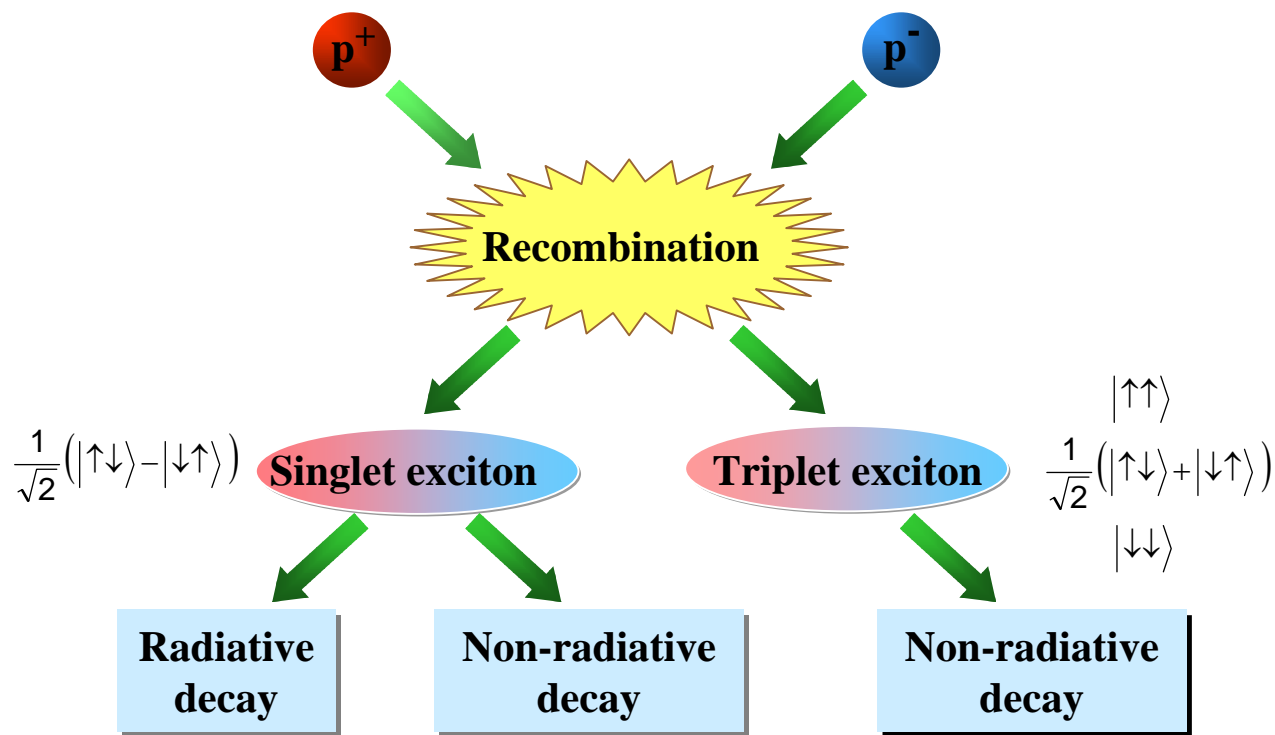 p⁺
p⁻
Recombination
1/√2 (|↑↓⟩−|↓↑⟩)
Singlet exciton
Triplet exciton
|↑↑⟩
1/√2 (|↑↓⟩+|↓↑⟩)
|↓↓⟩
Radiative
decay
Non-radiative
decay
Non-radiative
decay